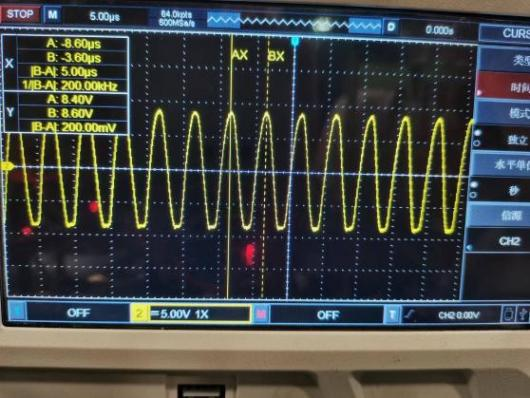 STOP M 5.00μs 84.0kpts D 0.000s CURS
500MSa/s
X
A: -8.60μs
B: -3.60μs
|B-A|: 5.00μs
1/|B-A|: 200.00kHz
Y
A: 8.40V
B: 8.60V
|B-A|: 200.00mV
AX BX
类型
时间
模式
独立
水平单位
秒
信源
CH2
OFF 2 5.00V 1X M OFF T CH2 0.00V